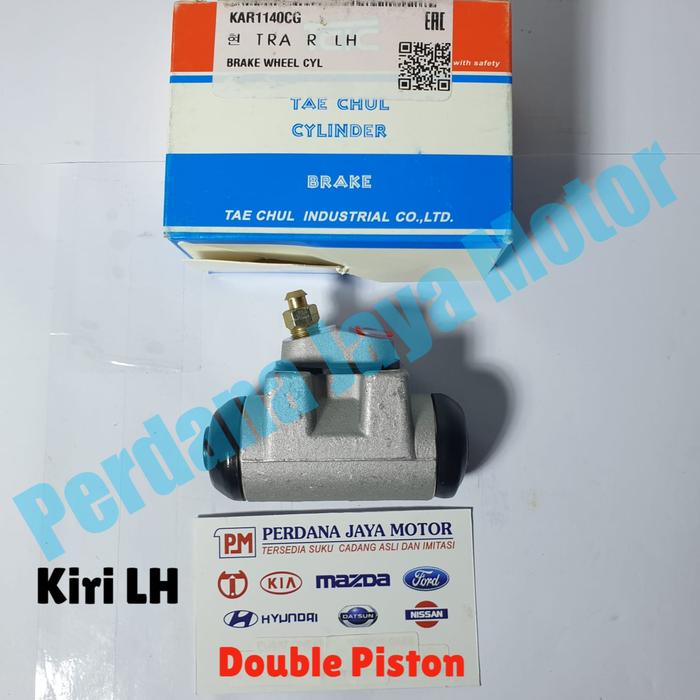 KAR1140CG
EAC
현 TRA R LH
BRAKE WHEEL CYL
with safety
TAE CHUL
CYLINDER
BRAKE
TAE CHUL INDUSTRIAL CO.,LTD.
Perdana Jaya Motor
PJM PERDANA JAYA MOTOR
TERSEDIA SUKU CADANG ASLI DAN IMITASI
KIA mazda Ford
HYUNDAI DATSUN NISSAN
Kiri LH
Double Piston